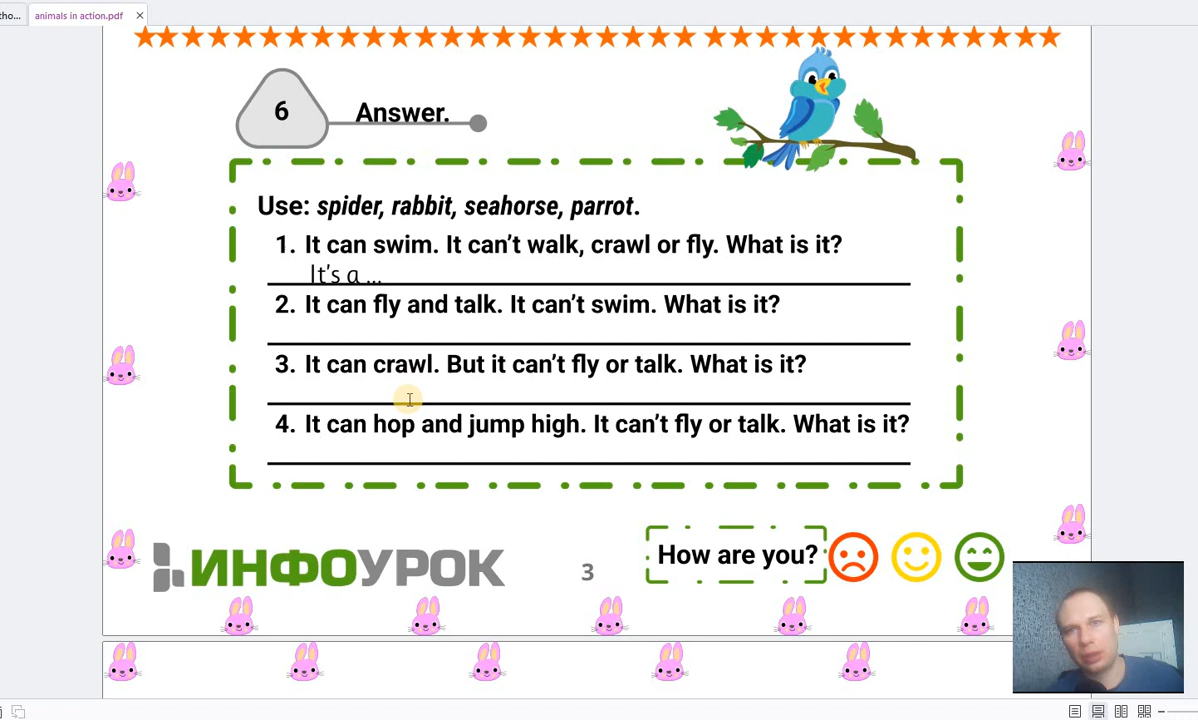 tho...
animals in action.pdf
6
Answer.
Use: spider, rabbit, seahorse, parrot.
1. It can swim. It can't walk, crawl or fly. What is it?
It's a ...
2. It can fly and talk. It can't swim. What is it?
3. It can crawl. But it can't fly or talk. What is it?
4. It can hop and jump high. It can't fly or talk. What is it?
How are you?
ИНФОУРОК
3